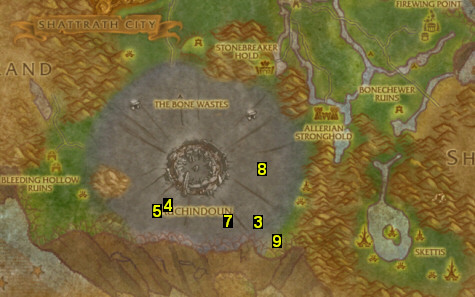 SHATTRATH CITY
FIREWING POINT
STONEBREAKER
HOLD
LAND
BONECHEWER
RUINS
THE BONE WASTES
ALLERIAN
STRONGHOLD
SH
8
BLEEDING HOLLOW
RUINS
5
4
CHINDOUN
7
3
9
SKETTIS